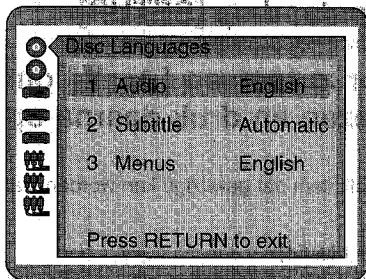 Disc Languages
1 Audio English
2 Subtitle Automatic
3 Menus English
Press RETURN to exit